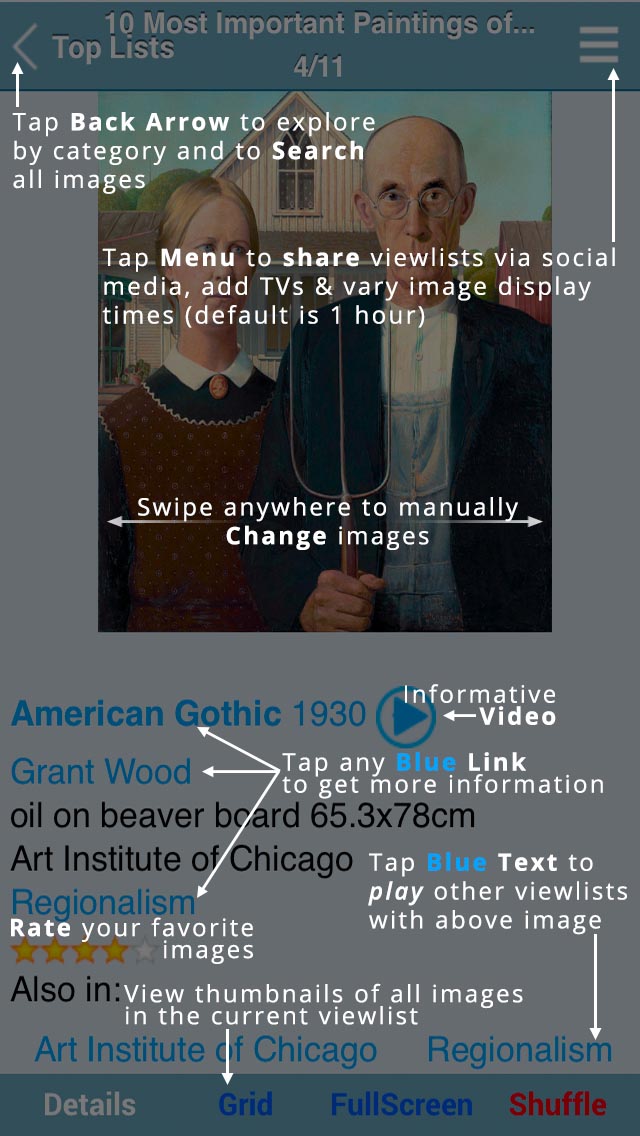 10 Most Important Paintings of...
Top Lists
4/11
Tap Back Arrow to explore
by category and to Search
all images
Tap Menu to share viewlists via social
media, add TVs & vary image display
times (default is 1 hour)
Swipe anywhere to manually
Change images
Informative
Video
American Gothic 1930
Tap any Blue Link
to get more information
Grant Wood
oil on beaver board 65.3x78cm
Art Institute of Chicago
Tap Blue Text to
play other viewlists
with above image
Regionalism
Rate your favorite
images
Also in:
View thumbnails of all images
in the current viewlist
Art Institute of Chicago Regionalism
Details Grid FullScreen Shuffle